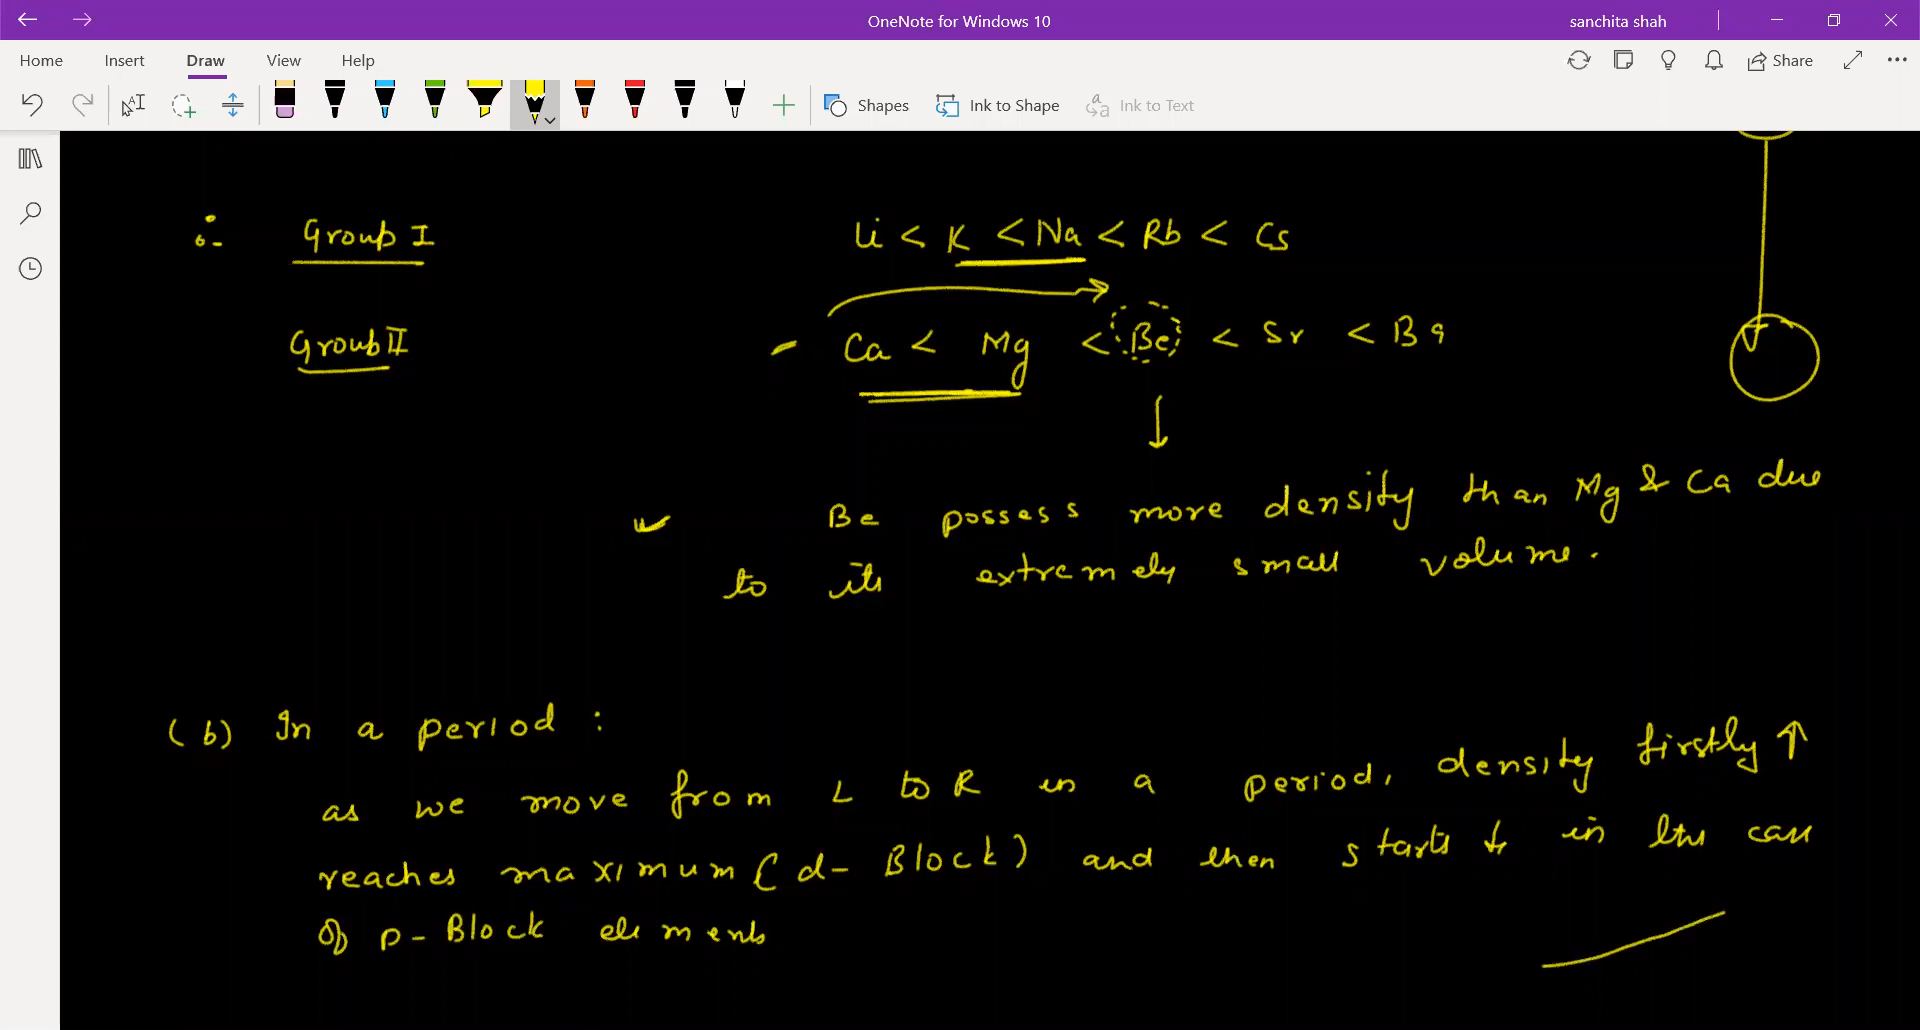 OneNote for Windows 10
sanchita shah
Home Insert Draw View Help
Share
Shapes Ink to Shape Ink to Text
∴ Group I Li < K < Na < Rb < Cs
Group II - Ca < Mg < Be < Sr < Ba
↓
Be possess more density than Mg & Ca due
to its extremely small volume.
(b) In a period :
as we move from L to R in a period, density firstly ↑
reaches maximum (d-Block) and then starts ↓ in the case
of p-Block elements